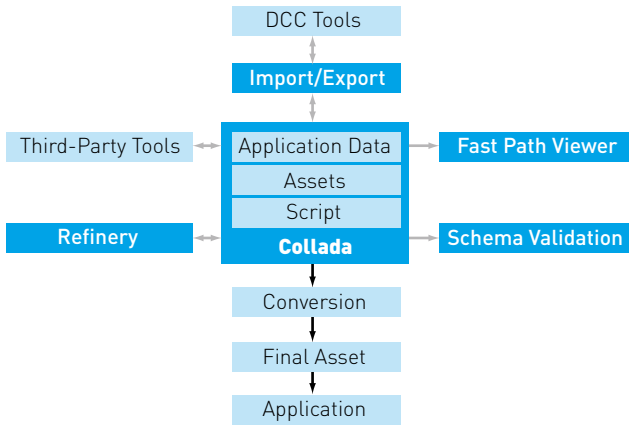 DCC Tools
Import/Export
Third-Party Tools
Application Data
Fast Path Viewer
Assets
Script
Refinery
Collada
Schema Validation
Conversion
Final Asset
Application